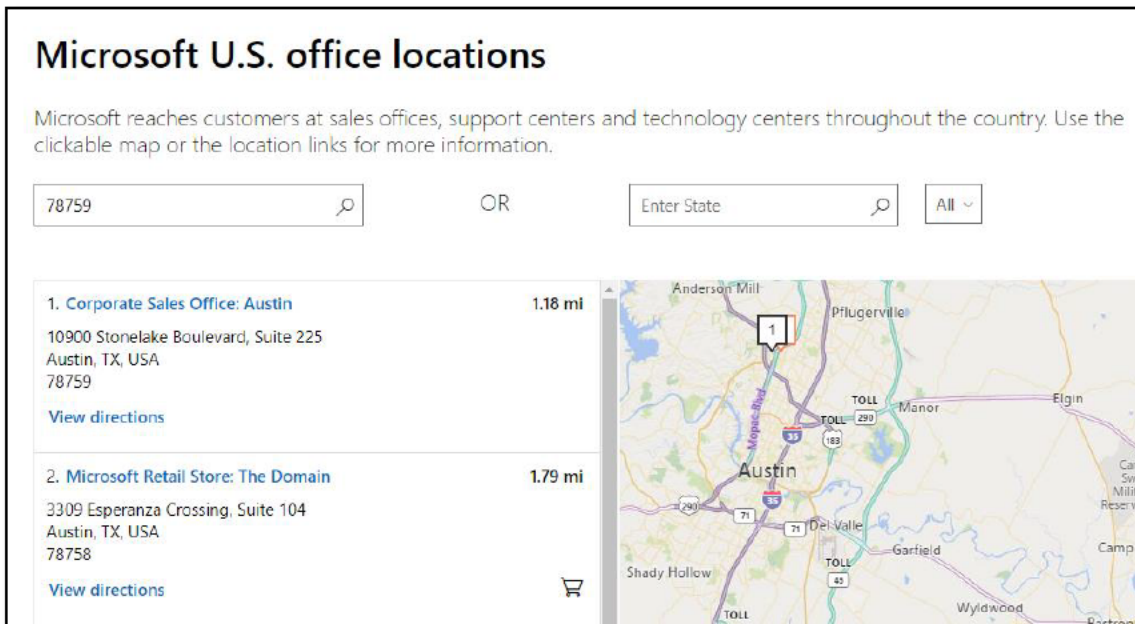 Microsoft U.S. office locations
Microsoft reaches customers at sales offices, support centers and technology centers throughout the country. Use the
clickable map or the location links for more information.
78759
OR
Enter State
All
1. Corporate Sales Office: Austin
1.18 mi
10900 Stonelake Boulevard, Suite 225
Austin, TX, USA
78759
View directions
2. Microsoft Retail Store: The Domain
1.79 mi
3309 Esperanza Crossing, Suite 104
Austin, TX, USA
78758
View directions
Anderson Mill
Pflugerville
1
Mopac Blvd
TOLL
290
Manor
Elgin
TOLL
35
183
Austin
35
290
71
71
Del Valle
Garfield
Camp
Shady Hollow
TOLL
45
Wyldwood
TOLL